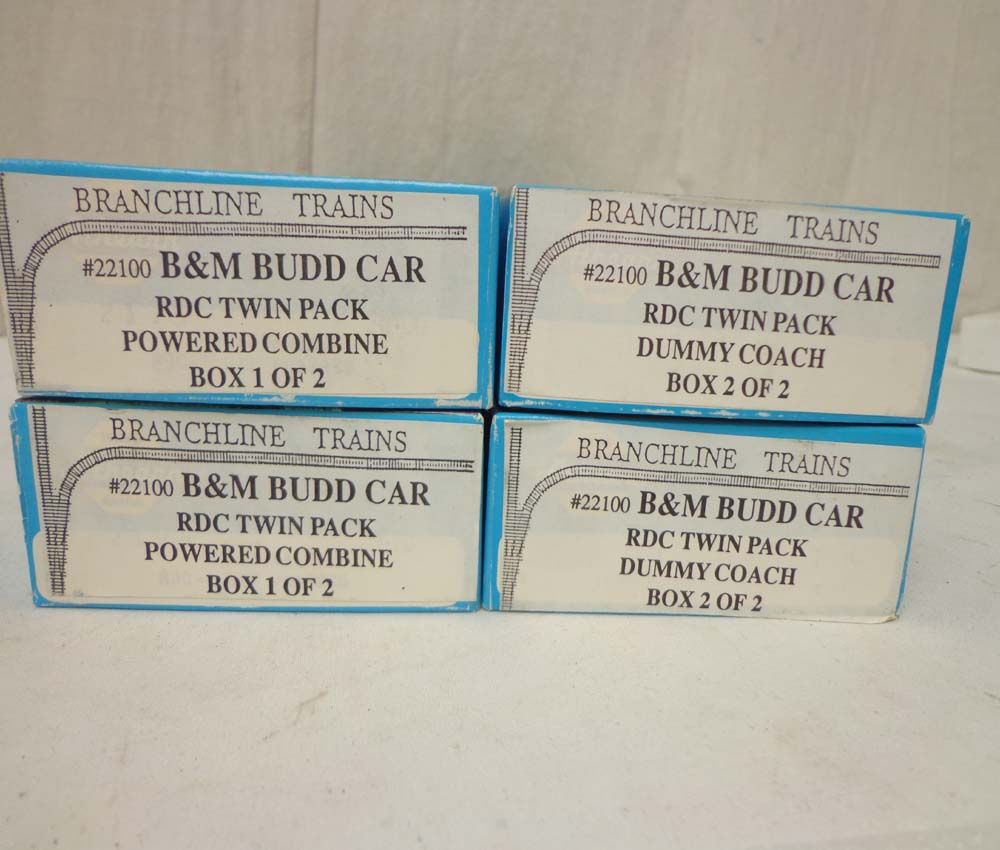 BRANCHLINE TRAINS
#22100 B&M BUDD CAR
RDC TWIN PACK
POWERED COMBINE
BOX 1 OF 2
BRANCHLINE TRAINS
#22100 B&M BUDD CAR
RDC TWIN PACK
DUMMY COACH
BOX 2 OF 2
BRANCHLINE TRAINS
#22100 B&M BUDD CAR
RDC TWIN PACK
POWERED COMBINE
BOX 1 OF 2
BRANCHLINE TRAINS
#22100 B&M BUDD CAR
RDC TWIN PACK
DUMMY COACH
BOX 2 OF 2